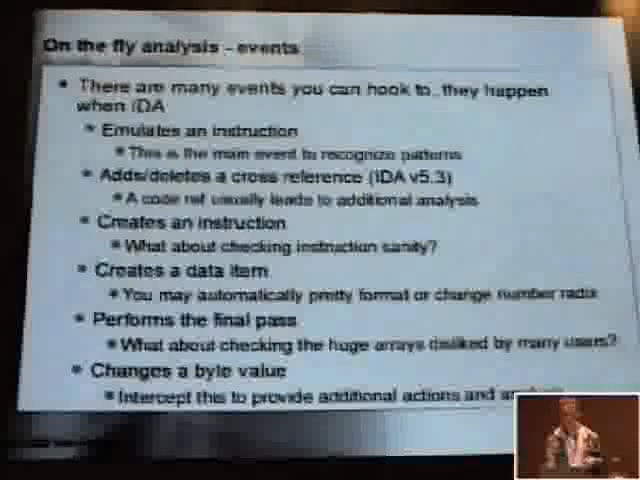 On the fly analysis - events
There are many events you can hook to, they happen
when IDA
Emulates an instruction
This is the main event to recognize patterns
Adds/deletes a cross reference (IDA v5.3)
A code ref usually leads to additional analysis
Creates an instruction
What about checking instruction sanity?
Creates a data item
You may automatically pretty format or change number radix
Performs the final pass
What about checking the huge arrays disliked by many users?
Changes a byte value
Intercept this to provide additional actions and